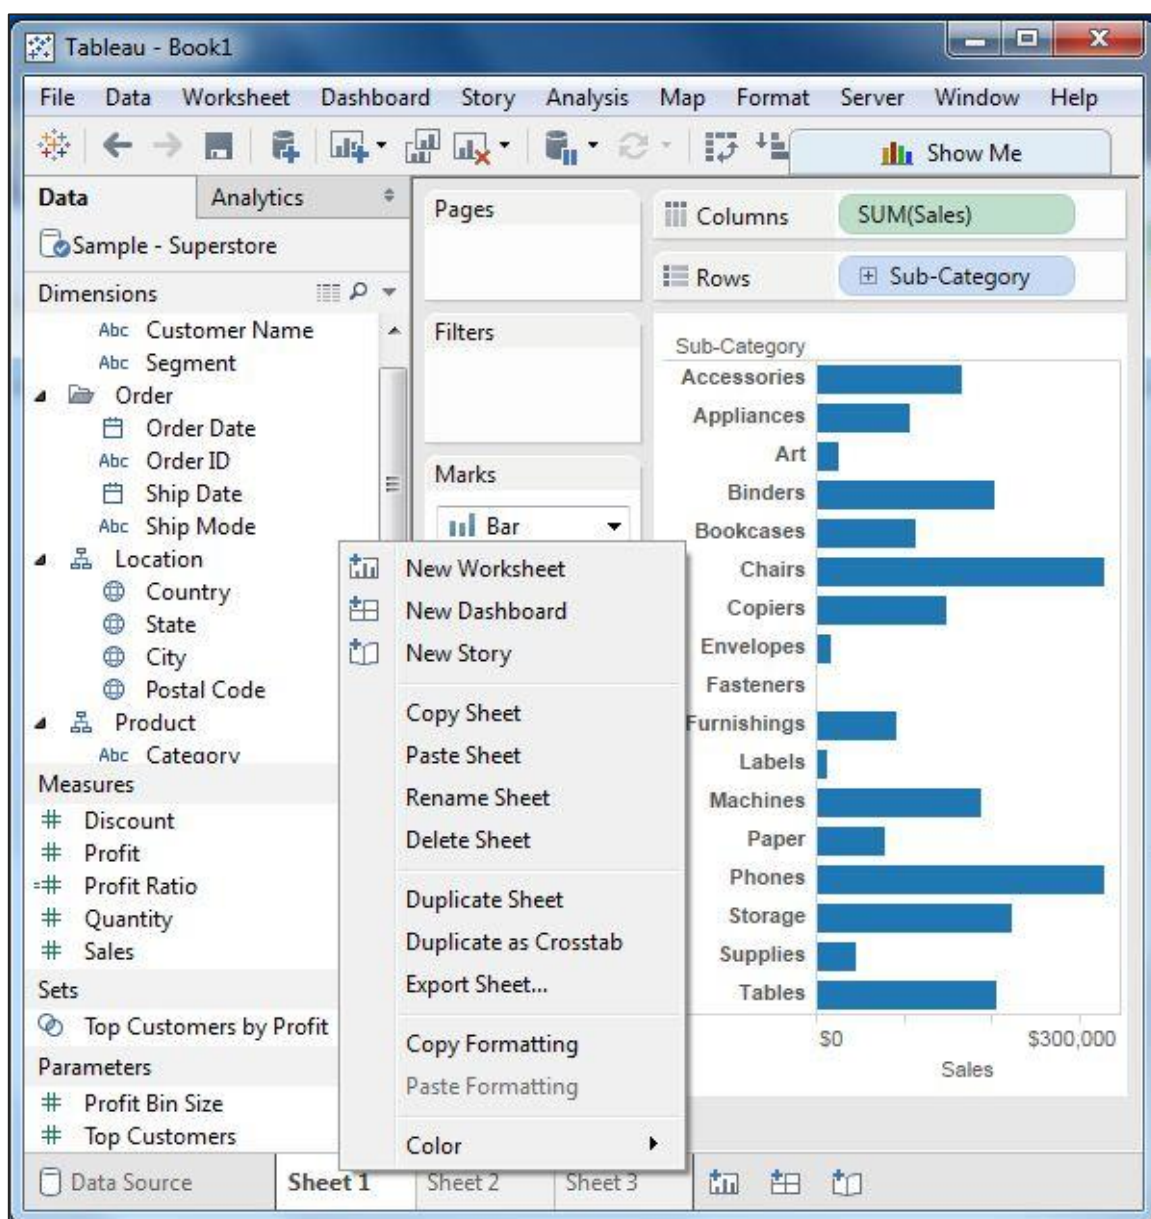 Tableau - Book1
File Data Worksheet Dashboard Story Analysis Map Format Server Window Help
Show Me
Data Analytics
Sample - Superstore
Dimensions
Abc Customer Name
Abc Segment
Order
Order Date
Abc Order ID
Ship Date
Abc Ship Mode
Location
Country
State
City
Postal Code
Product
Abc Category
Measures
# Discount
# Profit
=# Profit Ratio
# Quantity
# Sales
Sets
Top Customers by Profit
Parameters
# Profit Bin Size
# Top Customers
Pages
Filters
Marks
Bar
Columns SUM(Sales)
Rows Sub-Category
Sub-Category
Accessories
Appliances
Art
Binders
Bookcases
Chairs
Copiers
Envelopes
Fasteners
Furnishings
Labels
Machines
Paper
Phones
Storage
Supplies
Tables
$0 $300,000
Sales
New Worksheet
New Dashboard
New Story
Copy Sheet
Paste Sheet
Rename Sheet
Delete Sheet
Duplicate Sheet
Duplicate as Crosstab
Export Sheet...
Copy Formatting
Paste Formatting
Color
Data Source Sheet 1 Sheet 2 Sheet 3